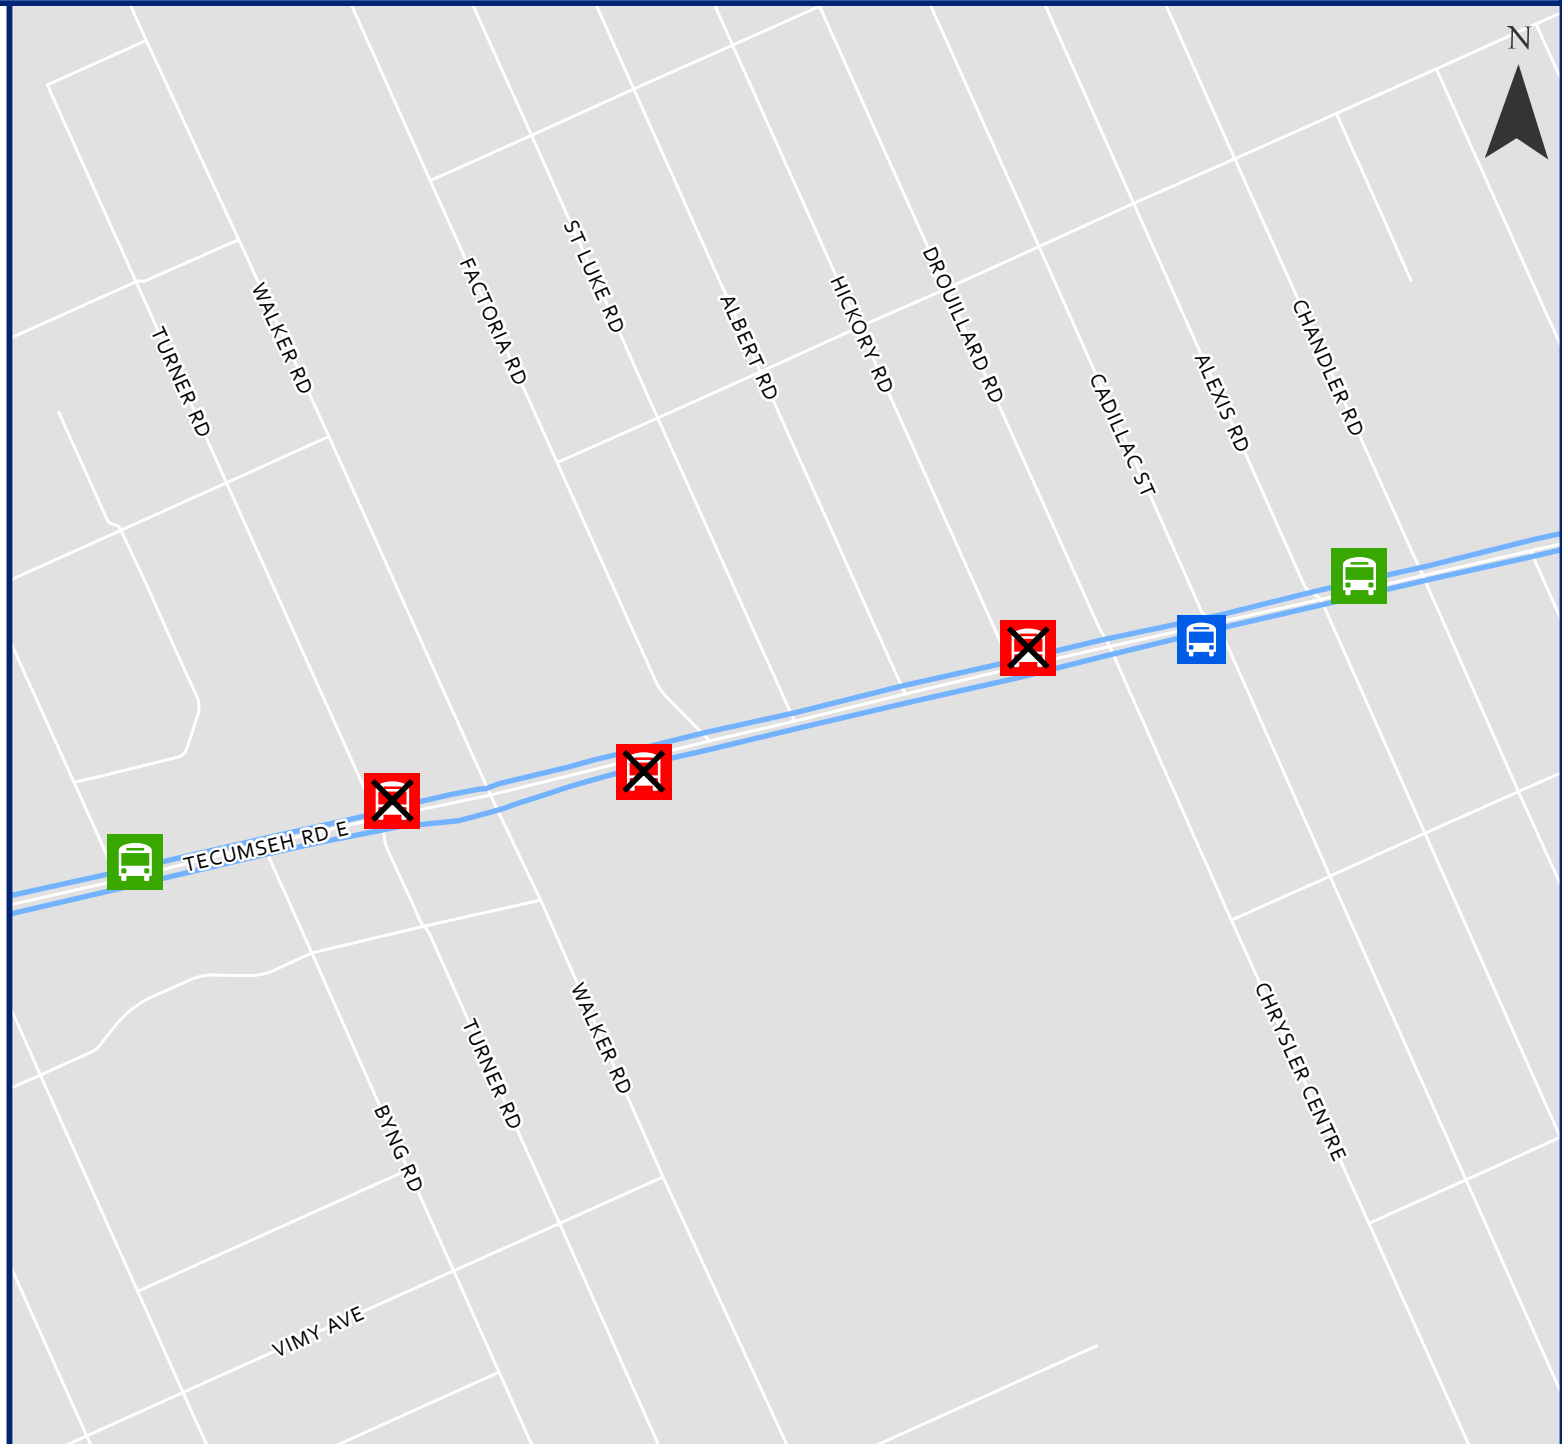 N
ST LUKE RD
DROUILLARD RD
FACTORIA RD
HICKORY RD
WALKER RD
ALBERT RD
CHANDLER RD
TURNER RD
ALEXIS RD
CADILLAC ST
TECUMSEH RD E
WALKER RD
CHRYSLER CENTRE
TURNER RD
BYNG RD
VIMY AVE